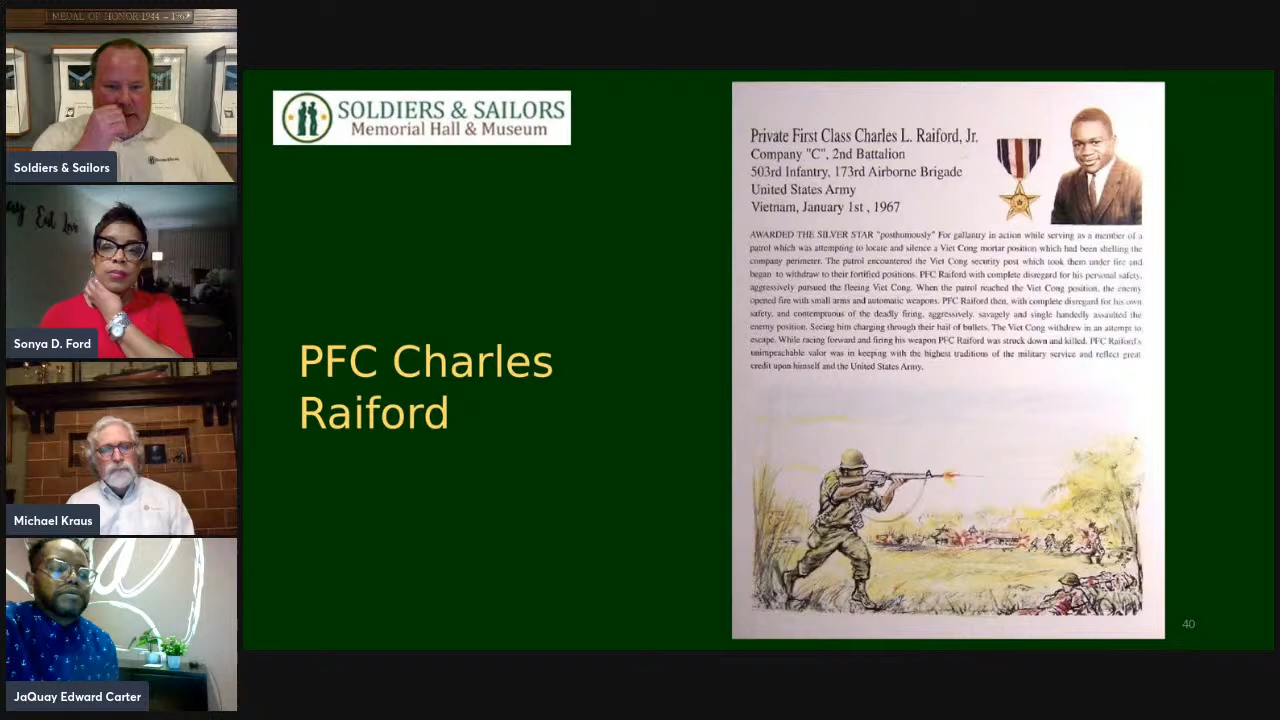 MEDAL OF HONOR 1944 – 1967
Soldiers & Sailors
ay Eat Love
Sonya D. Ford
Michael Kraus
JaQuay Edward Carter
SOLDIERS & SAILORS
Memorial Hall & Museum
PFC Charles
Raiford
Private First Class Charles L. Raiford, Jr.
Company "C", 2nd Battalion
503rd Infantry, 173rd Airborne Brigade
United States Army
Vietnam, January 1st , 1967
AWARDED THE SILVER STAR "posthumously" For gallantry in action while serving as a member of a
patrol which was attempting to locate and silence a Viet Cong mortar position which had been shelling the
company perimeter. The patrol encountered the Viet Cong security post which took them under fire and
began to withdraw to their fortified positions. PFC Raiford with complete disregard for his personal safety,
aggressively pursued the fleeing Viet Cong. When the patrol reached the Viet Cong position, the enemy
opened fire with small arms and automatic weapons. PFC Raiford then, with complete disregard for his own
safety, and contemptuous of the deadly firing, aggressively, savagely and single handedly assaulted the
enemy position. Seeing him charging through their hail of bullets, The Viet Cong withdrew in an attempt to
escape. While racing forward and firing his weapon PFC Raiford was struck down and killed. PFC Raiford's
unimpeachable valor was in keeping with the highest traditions of the military service and reflect great
credit upon himself and the United States Army.
40